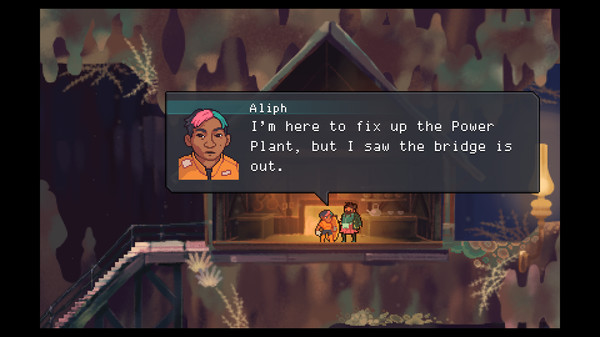 Aliph
I'm here to fix up the Power
Plant, but I saw the bridge is
out.